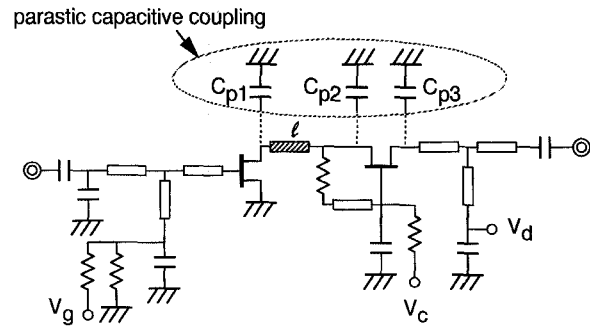 parastic capacitive coupling
Cp1 Cp2 Cp3
ℓ
Vd
Vg Vc